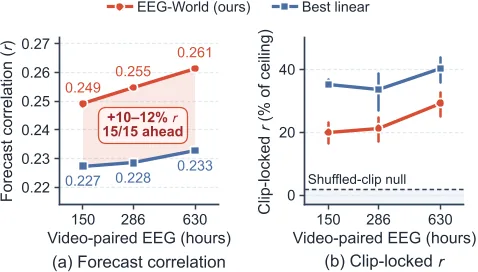 EEG-World (ours)
Best linear
Forecast correlation (r)
0.27
0.26
0.25
0.24
0.23
0.22
0.249
0.255
0.261
+10–12% r
15/15 ahead
0.227
0.228
0.233
150
286
630
Video-paired EEG (hours)
(a) Forecast correlation
Clip-locked r (% of ceiling)
40
20
0
Shuffled-clip null
150
286
630
Video-paired EEG (hours)
(b) Clip-locked r